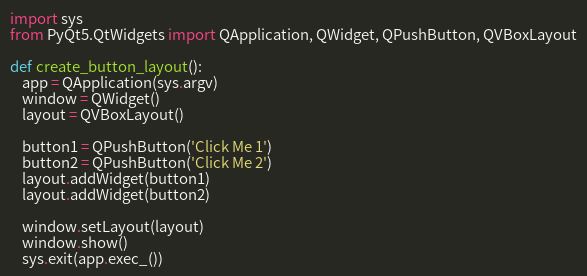 import sys
from PyQt5.QtWidgets import QApplication, QWidget, QPushButton, QVBoxLayout

def create_button_layout():
    app = QApplication(sys.argv)
    window = QWidget()
    layout = QVBoxLayout()

    button1 = QPushButton('Click Me 1')
    button2 = QPushButton('Click Me 2')
    layout.addWidget(button1)
    layout.addWidget(button2)

    window.setLayout(layout)
    window.show()
    sys.exit(app.exec_())